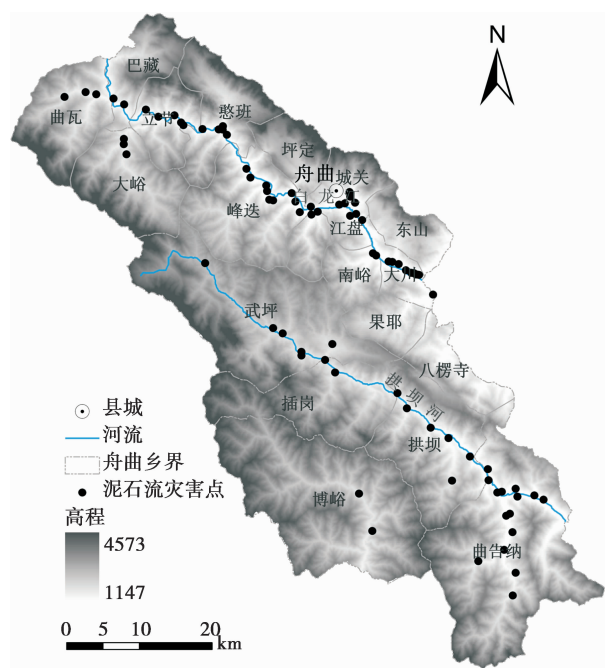 N
巴藏
曲瓦
立节
憨班
大峪
坪定
舟曲
城关
白龙
峰迭
江盘
东山
南峪
大川
武坪
果耶
八楞寺
插岗
拱坝河
拱坝
博峪
曲告纳
县城
河流
舟曲乡界
泥石流灾害点
高程
4573
1147
0 5 10 20
km